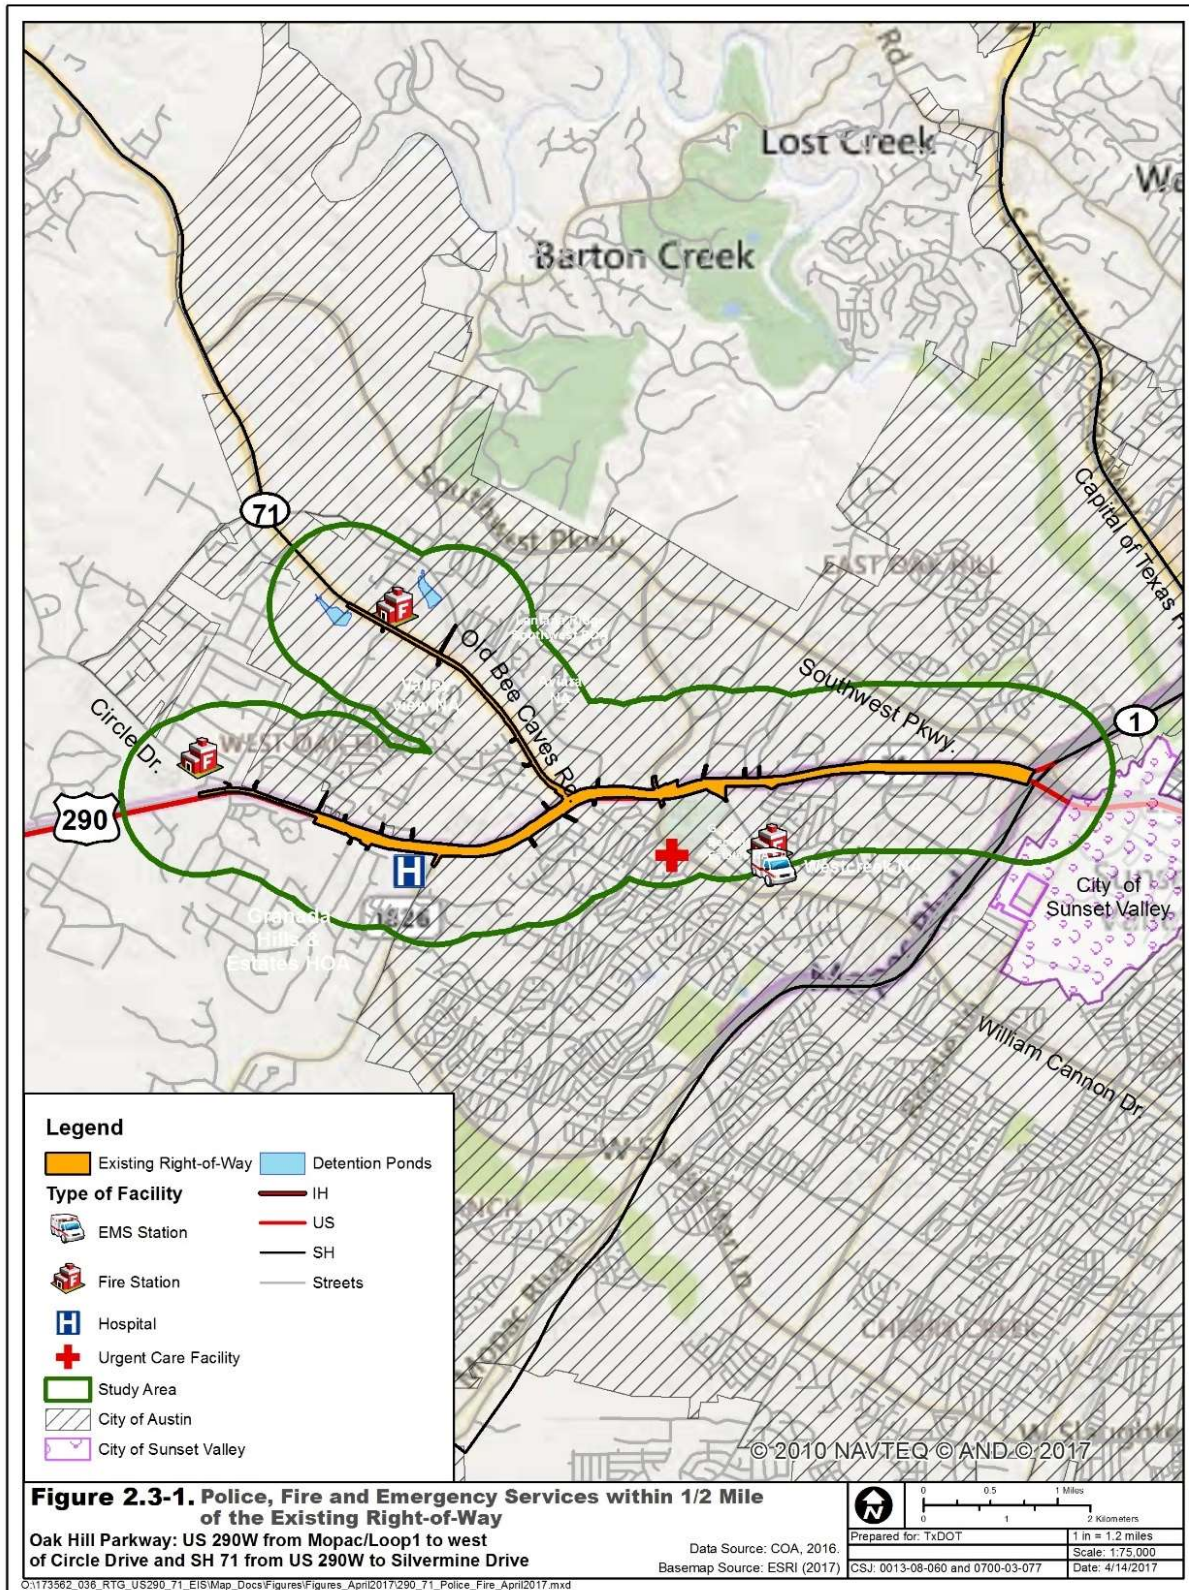 Rd
Lost Creek
Barton Creek
71
Southwest Pkwy
Capital of Texas
EAST OAK HILL
Old Bee Caves Rd
Valley
View NA
Southwest Pkwy.
1
Circle Dr.
WEST OAK HILL
290
H
Westcreek
City of
Sunset Valley
1826
Granada
Hills &
Estates HOA
William Cannon Dr.
CHERRY CREEK
W Slaughte
© 2010 NAVTEQ © AND © 2017
Legend
Existing Right-of-Way
Detention Ponds
Type of Facility
IH
US
EMS Station
SH
Fire Station
Streets
Hospital
Urgent Care Facility
Study Area
City of Austin
City of Sunset Valley
Figure 2.3-1. Police, Fire and Emergency Services within 1/2 Mile
of the Existing Right-of-Way
Oak Hill Parkway: US 290W from Mopac/Loop1 to west
of Circle Drive and SH 71 from US 290W to Silvermine Drive
Data Source: COA, 2016.
Basemap Source: ESRI (2017)
N
0 0.5 1 Miles
0 1 2 Kilometers
Prepared for: TxDOT
1 in = 1.2 miles
Scale: 1:75,000
CSJ: 0013-08-060 and 0700-03-077
Date: 4/14/2017
O:\173562_036_RTG_US290_71_EIS\Map_Docs\Figures\Figures_April2017\290_71_Police_Fire_April2017.mxd